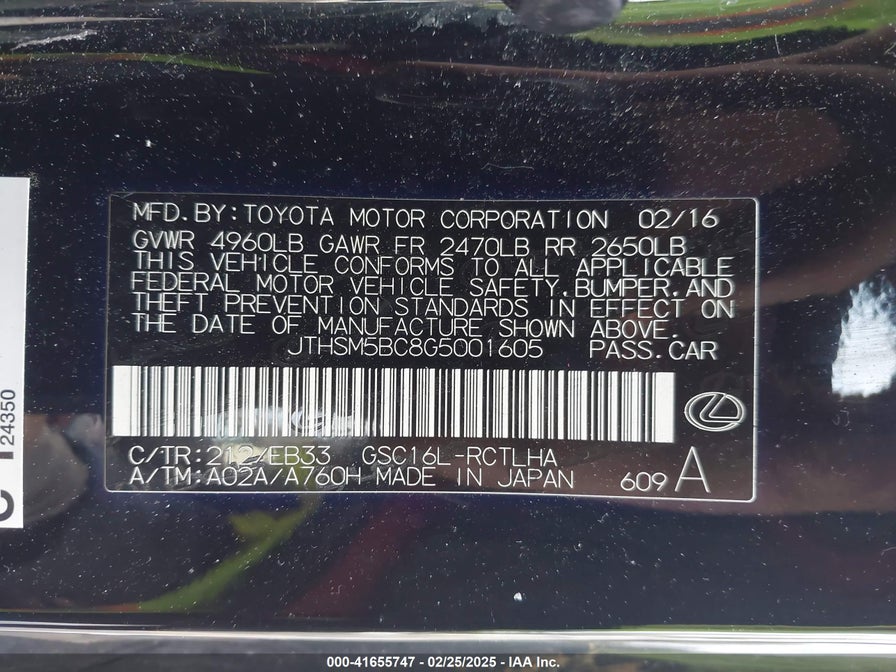 MFD.BY:TOYOTA MOTOR CORPORATION 02/16
GVWR 4960LB GAWR FR 2470LB RR 2650LB
THIS VEHICLE CONFORMS TO ALL APPLICABLE
FEDERAL MOTOR VEHICLE SAFETY,BUMPER,AND
THEFT PREVENTION STANDARDS IN EFFECT ON
THE DATE OF MANUFACTURE SHOWN ABOVE.
JTHSM5BC8G5001605 PASS.CAR
C/TR:212/EB33 GSC16L-RCTLHA
A/TM:A02A/A760H MADE IN JAPAN 609 A
24350
000-41655747 - 02/25/2025 - IAA Inc.